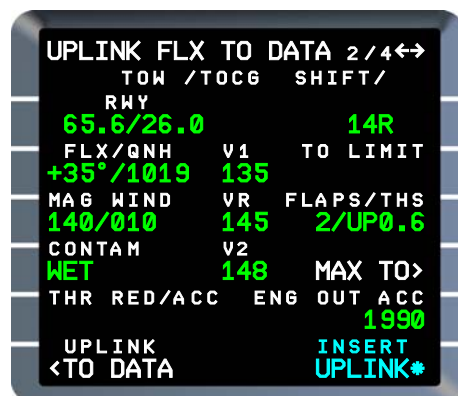 UPLINK FLX TO DATA 2/4←→
TOW /TOCG SHIFT/
RWY
65.6/26.0 14R
FLX/QNH V1 TO LIMIT
+35°/1019 135
MAG WIND VR FLAPS/THS
140/010 145 2/UP0.6
CONTAM V2
WET 148 MAX TO>
THR RED/ACC ENG OUT ACC
1990
UPLINK INSERT
<TO DATA UPLINK*